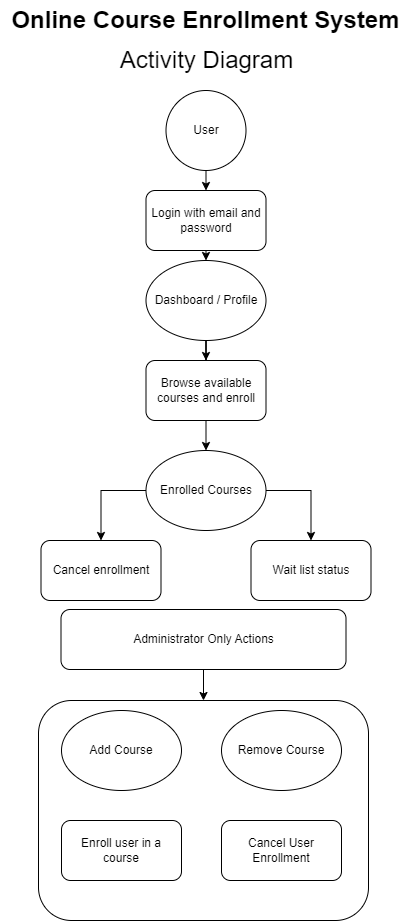 Online Course Enrollment System
Activity Diagram
User
Login with email and
password
Dashboard / Profile
Browse available
courses and enroll
Enrolled Courses
Cancel enrollment
Wait list status
Administrator Only Actions
Add Course
Remove Course
Enroll user in a
course
Cancel User
Enrollment